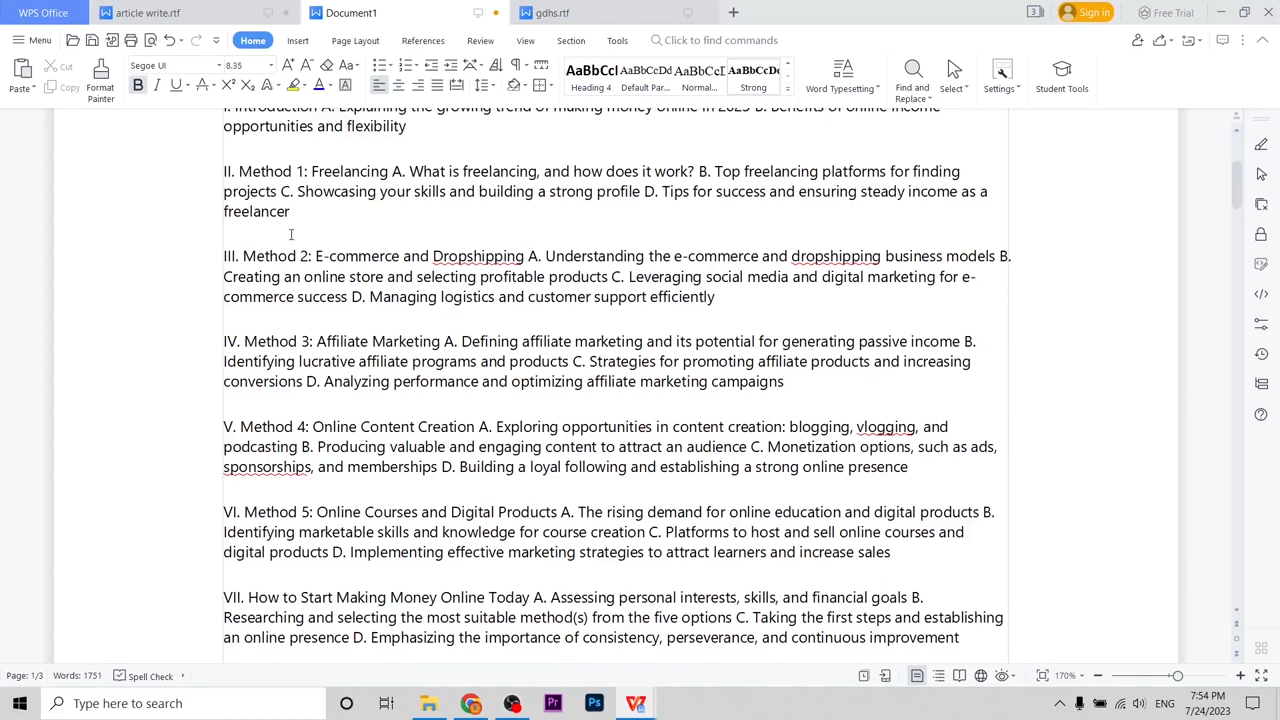 WPS Office
article write.rtf
Document1
gdhs.rtf
Sign in
Free Trial
Menu
Home
Insert
Page Layout
References
Review
View
Section
Tools
Click to find commands
Paste
Cut
Copy
Format Painter
Segoe UI
8.35
AaBbCcI
Heading 4
AaBbCcDc
Default Par...
AaBbCcD
Normal...
AaBbCcDc
Strong
Word Typesetting
Find and Replace
Select
Settings
Student Tools
I. Introduction A. Explaining the growing trend of making money online in 2023 B. Benefits of online income
opportunities and flexibility
II. Method 1: Freelancing A. What is freelancing, and how does it work? B. Top freelancing platforms for finding
projects C. Showcasing your skills and building a strong profile D. Tips for success and ensuring steady income as a
freelancer
III. Method 2: E-commerce and Dropshipping A. Understanding the e-commerce and dropshipping business models B.
Creating an online store and selecting profitable products C. Leveraging social media and digital marketing for e-
commerce success D. Managing logistics and customer support efficiently
IV. Method 3: Affiliate Marketing A. Defining affiliate marketing and its potential for generating passive income B.
Identifying lucrative affiliate programs and products C. Strategies for promoting affiliate products and increasing
conversions D. Analyzing performance and optimizing affiliate marketing campaigns
V. Method 4: Online Content Creation A. Exploring opportunities in content creation: blogging, vlogging, and
podcasting B. Producing valuable and engaging content to attract an audience C. Monetization options, such as ads,
sponsorships, and memberships D. Building a loyal following and establishing a strong online presence
VI. Method 5: Online Courses and Digital Products A. The rising demand for online education and digital products B.
Identifying marketable skills and knowledge for course creation C. Platforms to host and sell online courses and
digital products D. Implementing effective marketing strategies to attract learners and increase sales
VII. How to Start Making Money Online Today A. Assessing personal interests, skills, and financial goals B.
Researching and selecting the most suitable method(s) from the five options C. Taking the first steps and establishing
an online presence D. Emphasizing the importance of consistency, perseverance, and continuous improvement
Page: 1/3
Words: 1751
Spell Check
170%
Type here to search
ENG
7:54 PM
7/24/2023